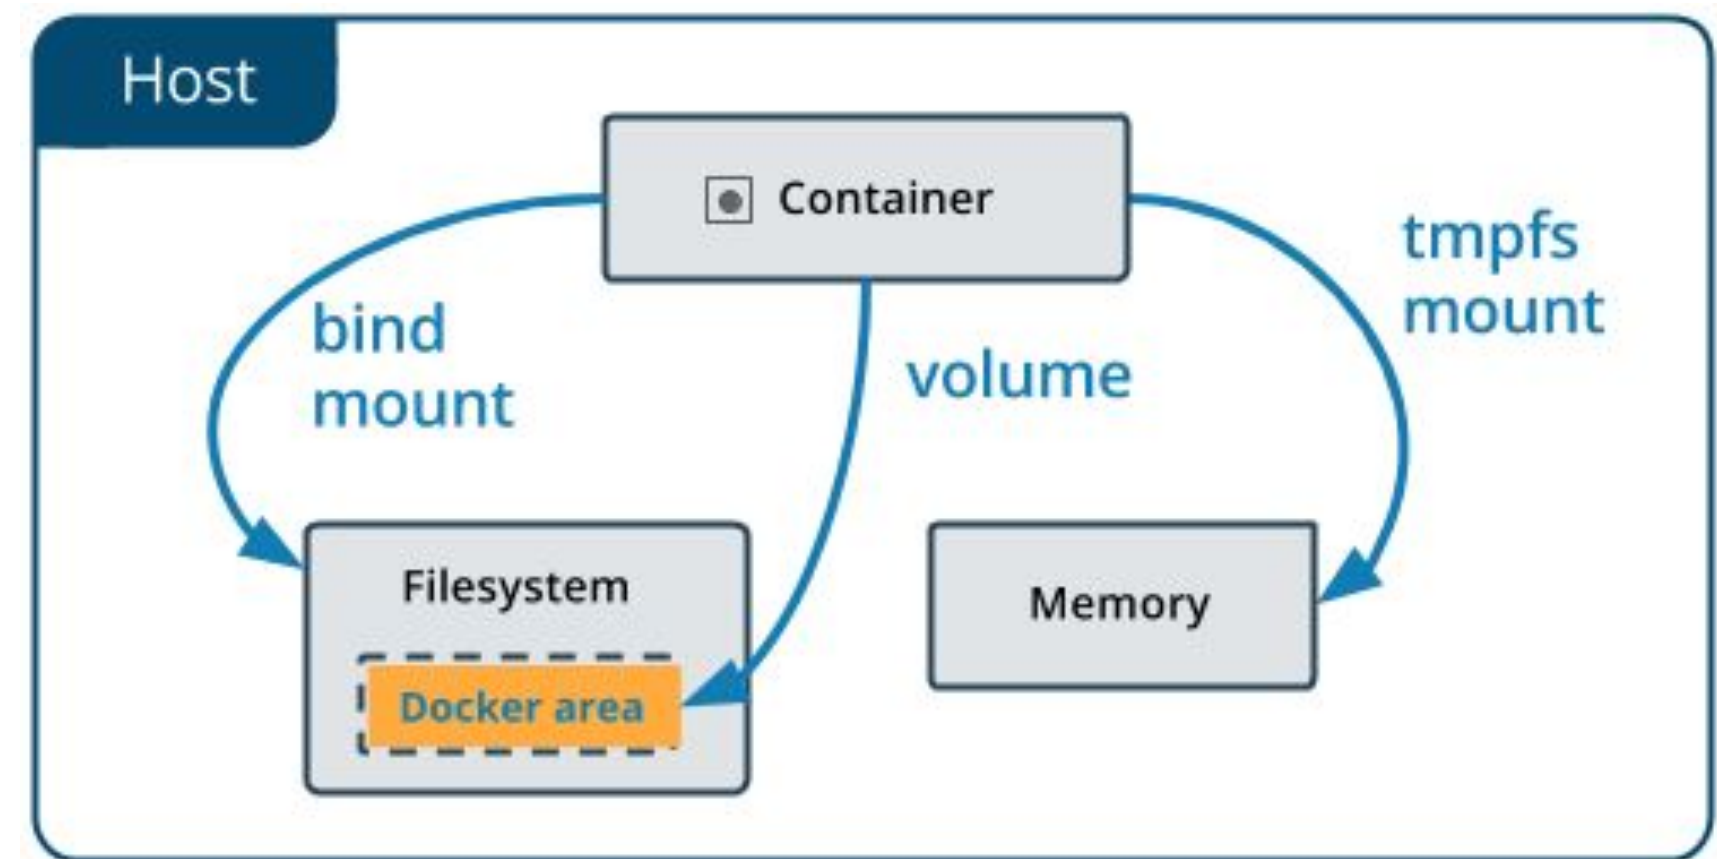 Host
Container
tmpfs
mount
bind
mount
volume
Filesystem
Memory
Docker area